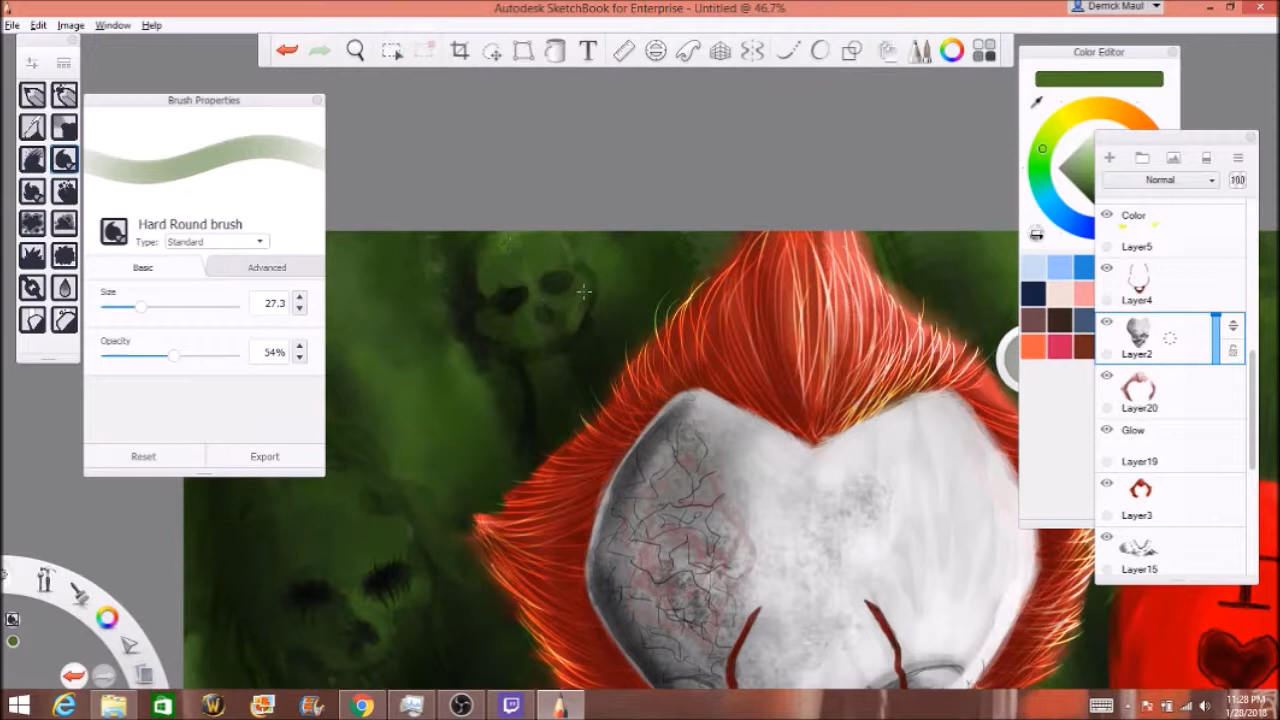 Autodesk SketchBook for Enterprise - Untitled @ 46.7%
Derrick Maul
File Edit Image Window Help
Color Editor
Brush Properties
Hard Round brush
Type: Standard
Basic Advanced
Size
27.3
Opacity
54%
Reset Export
Normal 100
Color
Layer5
Layer4
Layer2
Layer20
Glow
Layer19
Layer3
Layer15
11:28 PM
1/28/2018